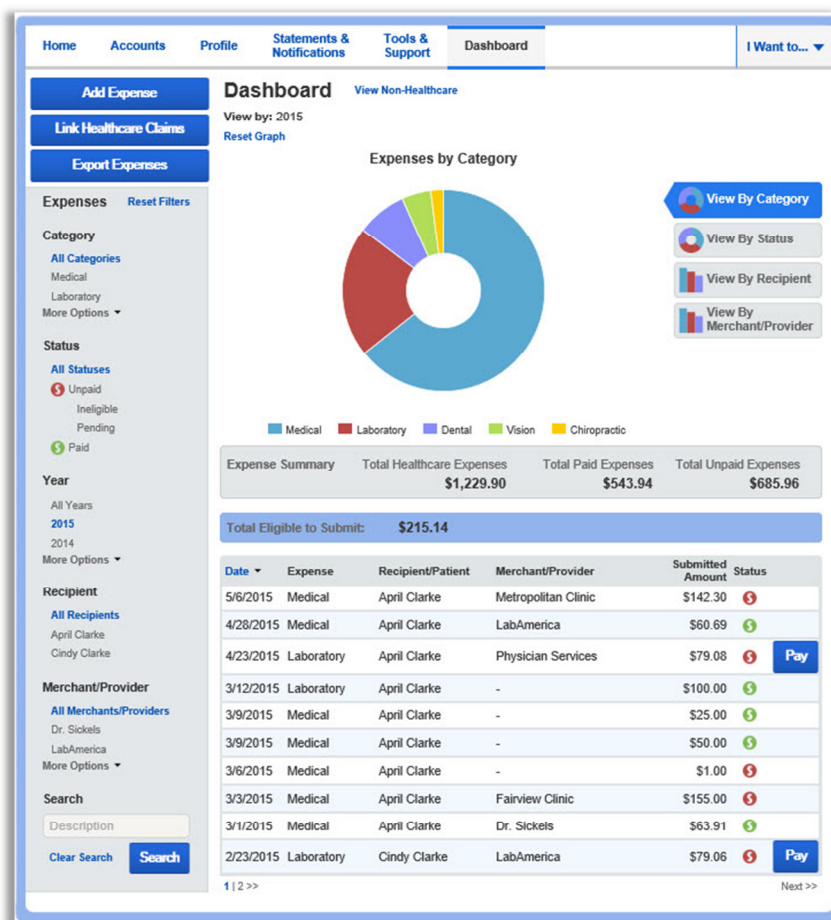 Home Accounts Profile Statements & Notifications Tools & Support Dashboard I Want to...
Add Expense
Link Healthcare Claims
Export Expenses
Expenses Reset Filters
Category
All Categories
Medical
Laboratory
More Options
Status
All Statuses
Unpaid
Ineligible
Pending
Paid
Year
All Years
2015
2014
More Options
Recipient
All Recipients
April Clarke
Cindy Clarke
Merchant/Provider
All Merchants/Providers
Dr. Sickels
LabAmerica
More Options
Search
Description
Clear Search Search
Dashboard View Non-Healthcare
View by: 2015
Reset Graph
Expenses by Category
View By Category
View By Status
View By Recipient
View By
Merchant/Provider
Medical Laboratory Dental Vision Chiropractic
Expense Summary Total Healthcare Expenses Total Paid Expenses Total Unpaid Expenses
$1,229.90 $543.94 $685.96
Total Eligible to Submit: $215.14
Date Expense Recipient/Patient Merchant/Provider Submitted Amount Status
5/6/2015 Medical April Clarke Metropolitan Clinic $142.30
4/28/2015 Medical April Clarke LabAmerica $60.69
4/23/2015 Laboratory April Clarke Physician Services $79.08 Pay
3/12/2015 Laboratory April Clarke - $100.00
3/9/2015 Medical April Clarke - $25.00
3/9/2015 Medical April Clarke - $50.00
3/6/2015 Medical April Clarke - $1.00
3/3/2015 Medical April Clarke Fairview Clinic $155.00
3/1/2015 Medical April Clarke Dr. Sickels $63.91
2/23/2015 Laboratory Cindy Clarke LabAmerica $79.06 Pay
1 | 2 >> Next >>